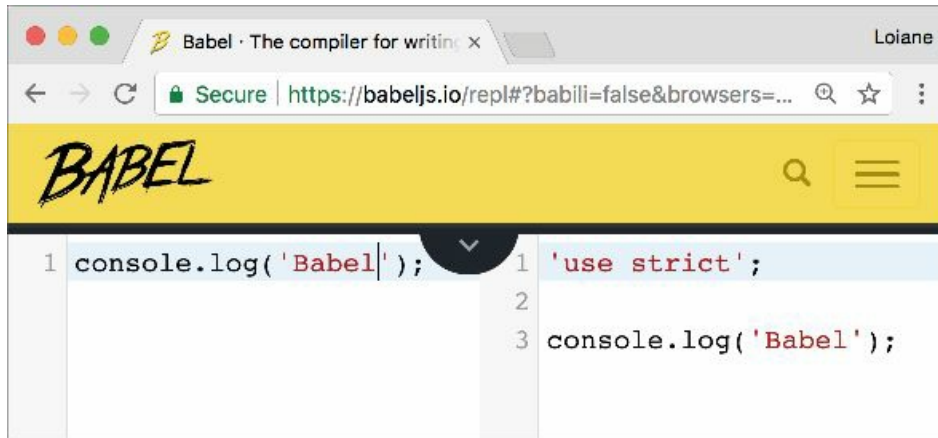 Babel · The compiler for writing
Loiane
Secure | https://babeljs.io/repl#?babili=false&browsers=...
BABEL
1 console.log('Babel');
1 'use strict';
2
3 console.log('Babel');